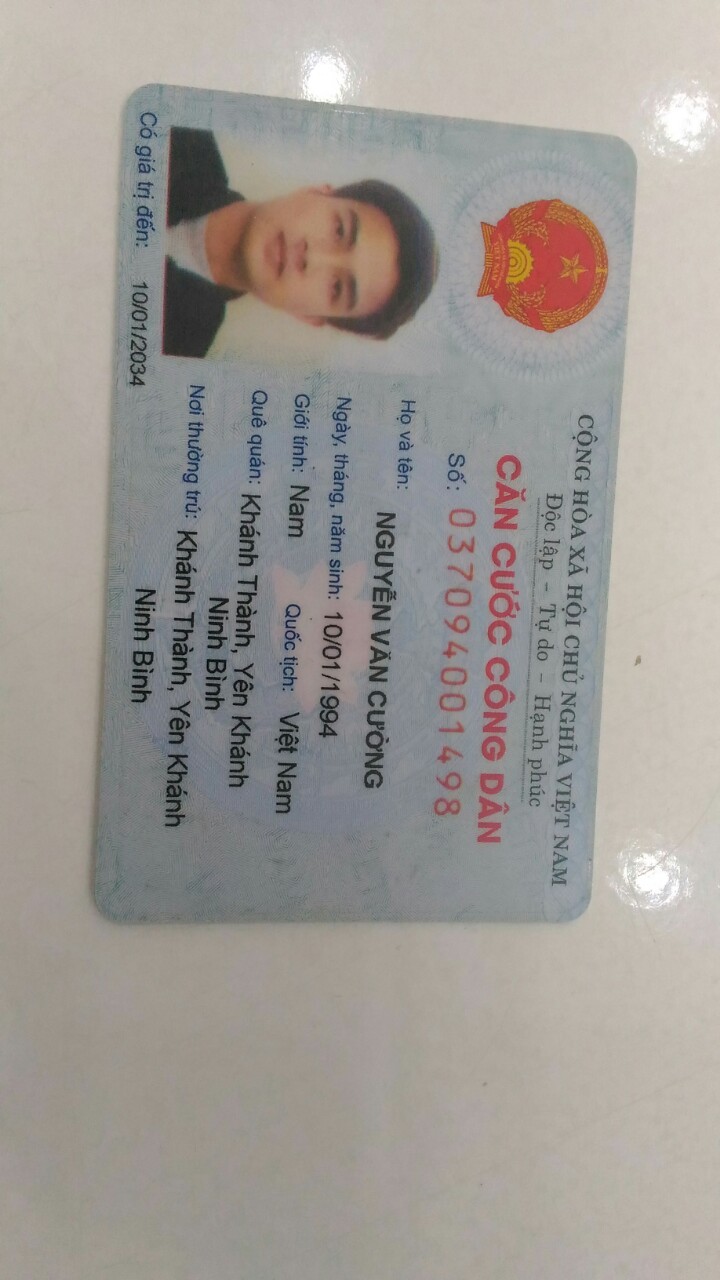 CỘNG HÒA XÃ HỘI CHỦ NGHĨA VIỆT NAM
Độc lập - Tự do - Hạnh phúc
CĂN CƯỚC CÔNG DÂN
Số: 037094001498
Họ và tên:
NGUYỄN VĂN CƯỜNG
Ngày, tháng, năm sinh: 10/01/1994
Giới tính: Nam Quốc tịch: Việt Nam
Quê quán: Khánh Thành, Yên Khánh
Ninh Bình
Nơi thường trú: Khánh Thành, Yên Khánh
Ninh Bình
VIỆT NAM
Có giá trị đến: 10/01/2034